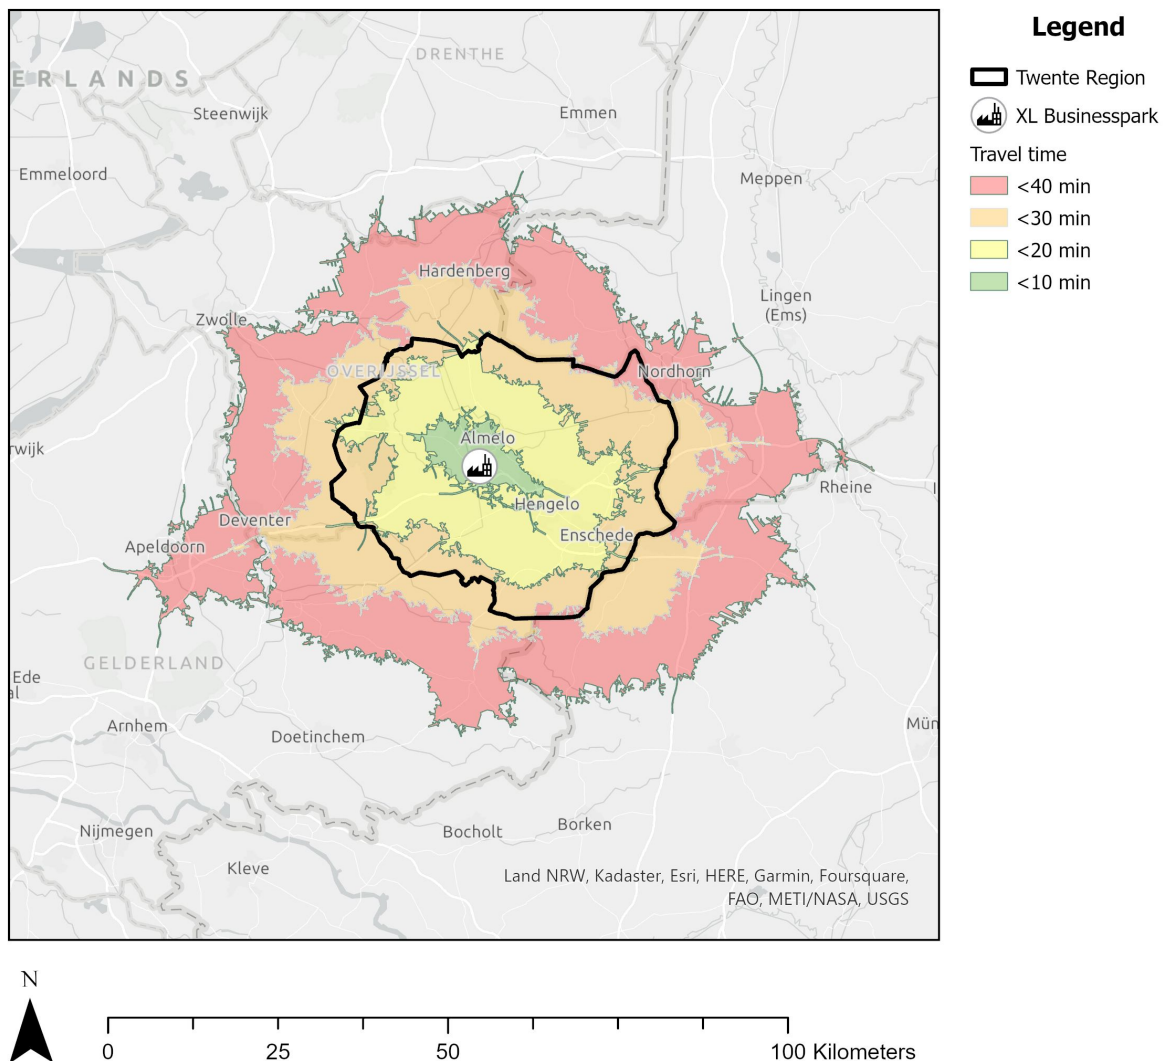 Legend
Twente Region
XL Businesspark
Travel time
<40 min
<30 min
<20 min
<10 min
ERLANDS
DRENTHE
Steenwijk
Emmen
Emmeloord
Meppen
Hardenberg
Lingen
(Ems)
Zwolle
OVERIJSSEL
Nordhorn
Almelo
rwijk
Rheine
Hengelo
Deventer
Enschede
Apeldoorn
GELDERLAND
Ede
al
Arnhem
Doetinchem
Mün
Nijmegen
Bocholt
Borken
Kleve
Land NRW, Kadaster, Esri, HERE, Garmin, Foursquare,
FAO, METI/NASA, USGS
N
0 25 50 100 Kilometers